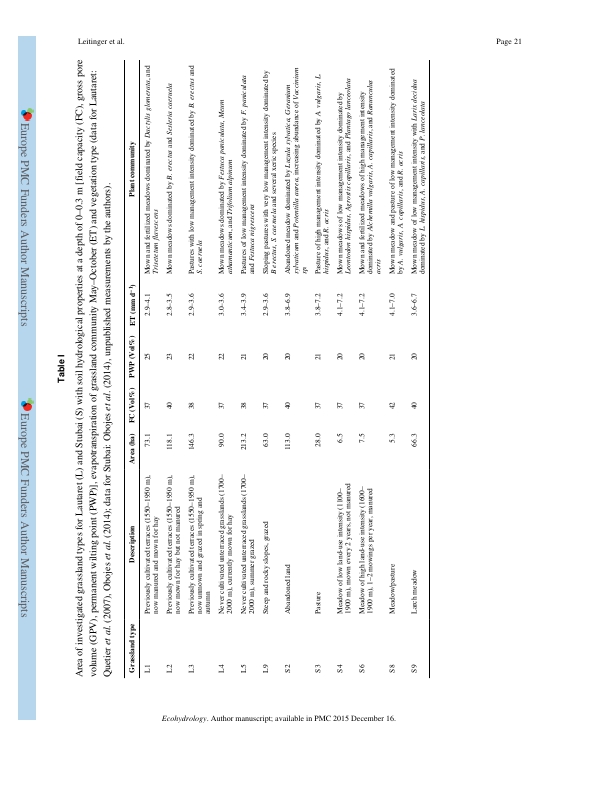 Leitinger et al.
Page 21
Europe PMC Funders Author Manuscripts
Europe PMC Funders Author Manuscripts
Table I
Area of investigated grassland types for Lautaret (L) and Stubai (S) with soil hydrological properties at a depth of 0–0.3 m [field capacity (FC), gross pore
volume (GPV), permanent wilting point (PWP)], evapotranspiration of grassland community May–October (ET) and vegetation type (data for Lautaret:
Quetier et al. (2007), Obojes et al. (2014); data for Stubai: Obojes et al. (2014), unpublished measurements by the authors).
Grassland type Description Area (ha) FC (Vol%) PWP (Vol%) ET (mm d⁻¹) Plant community
L1 Previously cultivated terraces (1550–1950 m), 73.1 37 25 2.9–4.1 Mown and fertilized meadows dominated by Dactylis glomerata, and
now manured and mown for hay Trisetum flavescens
L2 Previously cultivated terraces (1550–1950 m), 118.1 40 23 2.8–3.5 Mown meadows dominated by B. erectus and Sesleria caerulea
now mown for hay but not manured
L3 Previously cultivated terraces (1550–1950 m), 146.3 38 22 2.9–3.6 Pastures with low management intensity dominated by B. erectus and
now unmown and grazed in spring and S. caerulea
autumn
L4 Never cultivated unterraced grasslands (1700– 90.0 37 22 3.0–3.6 Mown meadows dominated by Festuca paniculata, Meum
2000 m), currently mown for hay athamanticum, and Trifolium alpinum
L5 Never cultivated unterraced grasslands (1700– 213.2 38 21 3.4–3.9 Pastures of low management intensity dominated by F. paniculata
2000 m), summer grazed and Festuca nigrescens
L9 Steep and rocky slopes, grazed 63.0 37 20 2.9–3.6 Sloping pastures with very low management intensity dominated by
B. erectus, S. caerulea and several xeric species
S2 Abandoned land 113.0 40 20 3.8–6.9 Abandoned meadow dominated by Luzula sylvatica, Geranium
sylvaticum and Potentilla aurea, increasing abundance of Vaccinium
sp
S3 Pasture 28.0 37 21 3.8–7.2 Pasture of high management intensity dominated by A. vulgaris, L.
hispidus, and R. acris
S4 Meadow of low land-use intensity (1100– 6.5 37 20 4.1–7.2 Mown meadows of low management intensity dominated by
1900 m), mown every 2 years, not manured Leontodon hispidus, Agrostis capillaris, and Plantago lanceolata
S6 Meadow of high land-use intensity (1600– 7.5 37 20 4.1–7.2 Mown and fertilized meadows of high management intensity
1900 m), 1–2 mowings per year, manured dominated by Alchemilla vulgaris, A. capillaris, and Ranunculus
acris
S8 Meadow/pasture 5.3 42 21 4.1–7.0 Mown meadow and pasture of low management intensity dominated
by A. vulgaris, A. capillaris, and R. acris
S9 Larch meadow 66.3 40 20 3.6–6.7 Mown meadow of low management intensity with Larix decidua
dominated by L. hispidus, A. capillaris, and P. lanceolata
Ecohydrology. Author manuscript; available in PMC 2015 December 16.